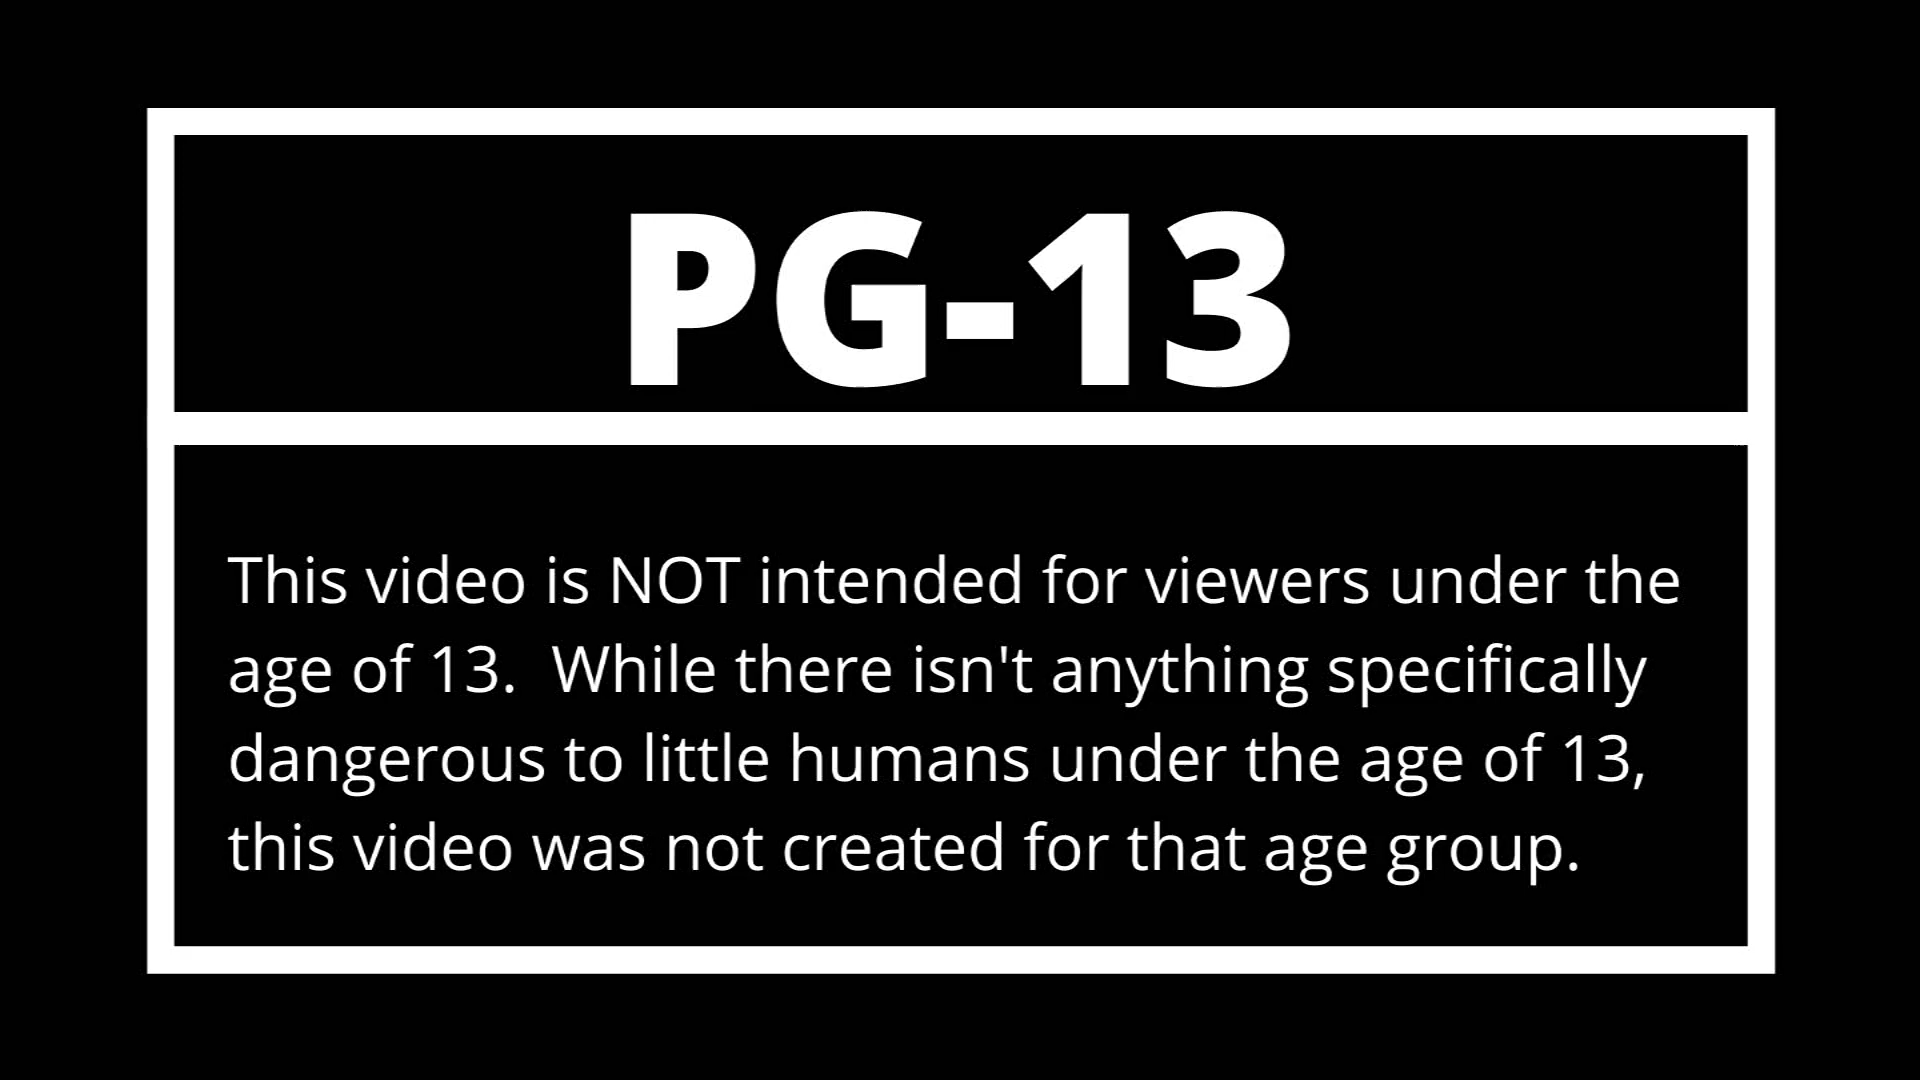 PG-13
This video is NOT intended for viewers under the
age of 13.  While there isn't anything specifically
dangerous to little humans under the age of 13,
this video was not created for that age group.